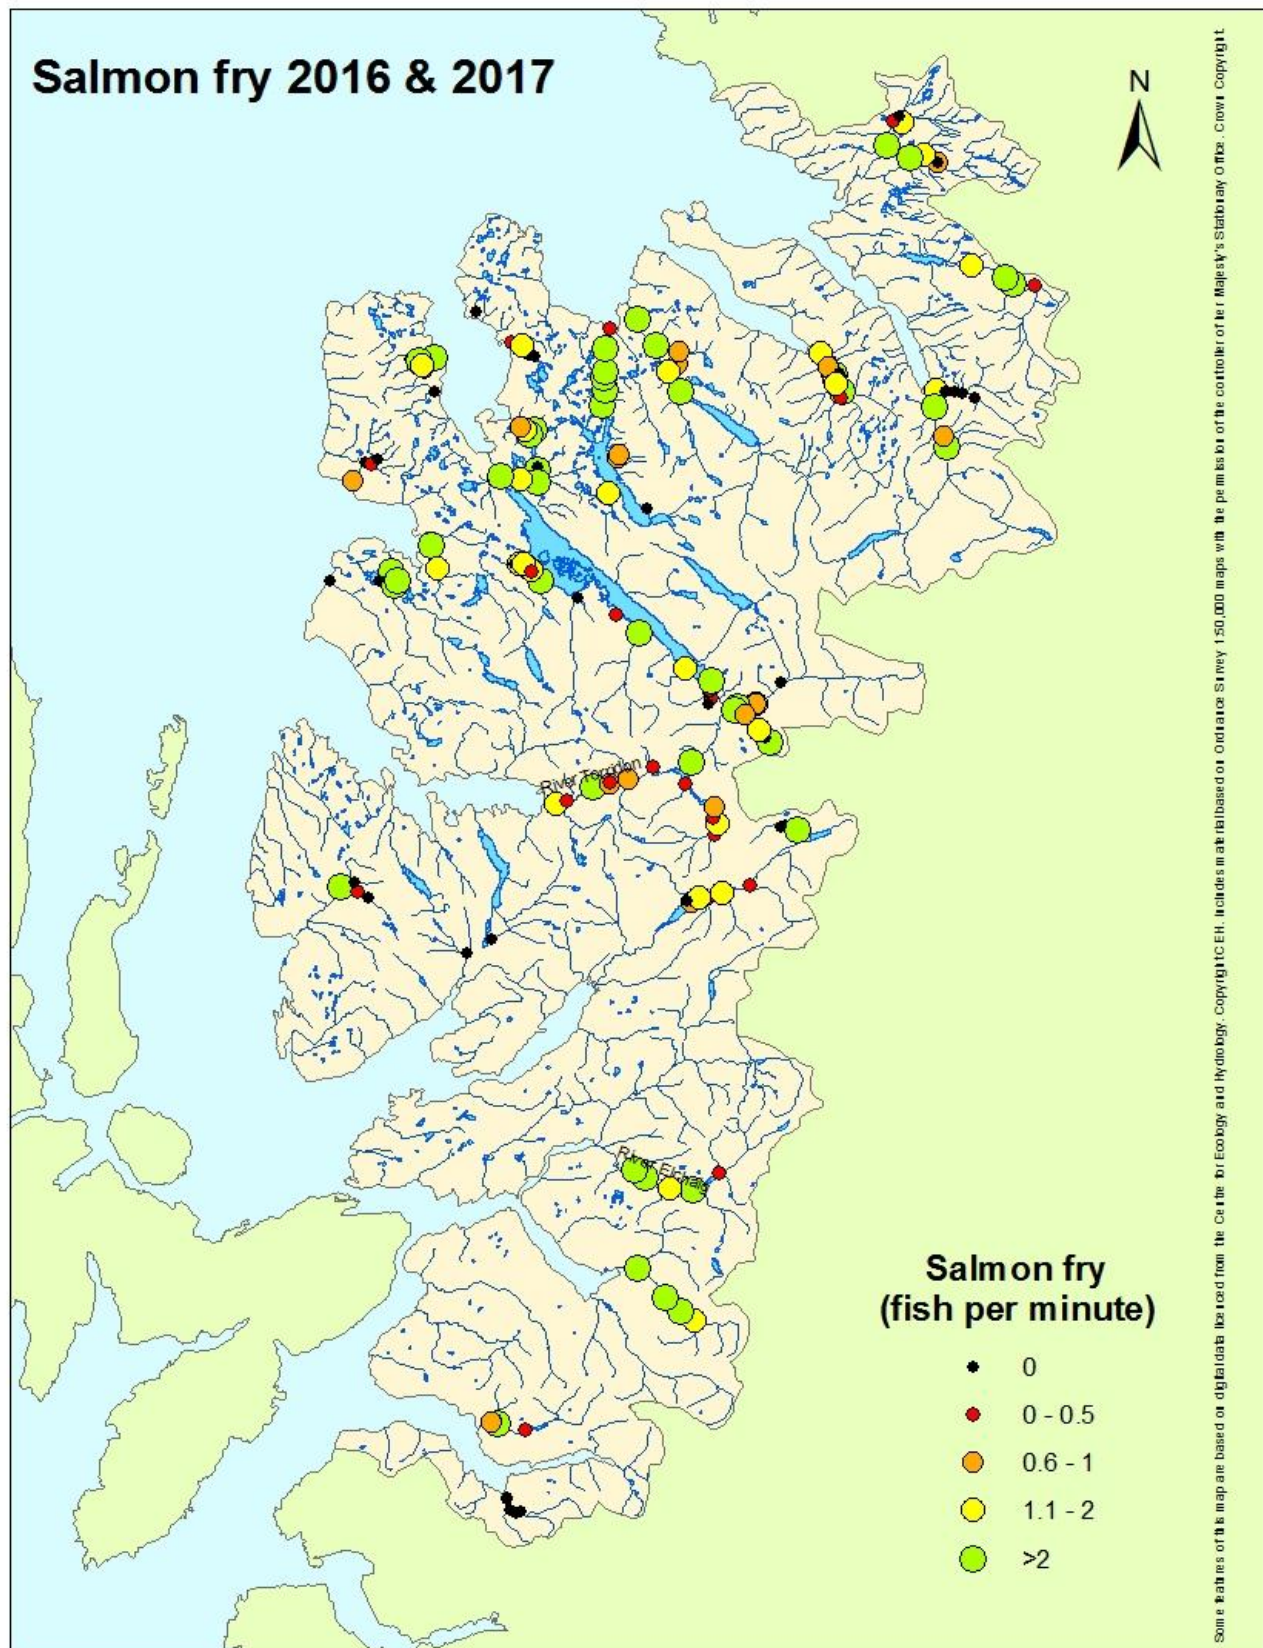 Salmon fry 2016 & 2017
N
River Torridon
River Elchaig
Salmon fry
(fish per minute)
0
0 - 0.5
0.6 - 1
1.1 - 2
>2
Some features of this map are based on digital data licenced from the Centre for Ecology and Hydrology. Copyright CEH. Includes material based on Ordnance Survey 1:50,000 maps with the permission of the controller of Her Majesty's Stationary Office. Crown Copyright.